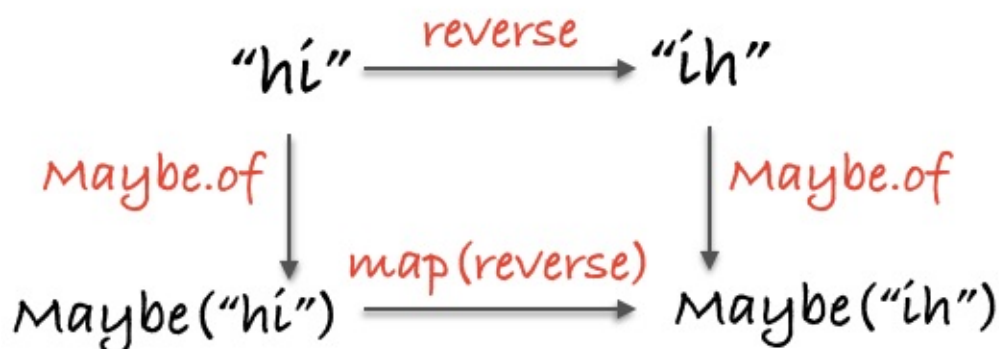 reverse
“hi” “ih”
Maybe.of Maybe.of
map(reverse)
Maybe(“hi”) Maybe(“ih”)